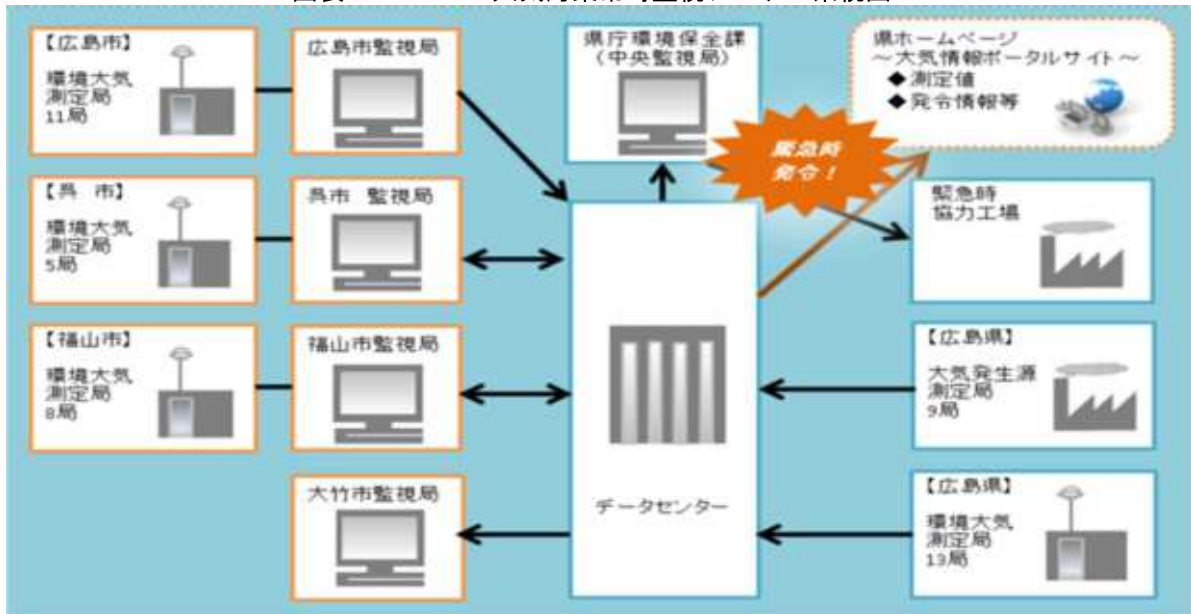 【広島市】
環境大気
測定局
11局
広島市監視局
県庁環境保全課
(中央監視局)
県ホームページ
～大気情報ポータルサイト～
◆測定値
◆発令情報等
緊急時
発令！
【呉 市】
環境大気
測定局
5局
呉市 監視局
緊急時
協力工場
【福山市】
環境大気
測定局
8局
福山市監視局
【広島県】
大気発生源
測定局
9局
大竹市監視局
データセンター
【広島県】
環境大気
測定局
13局